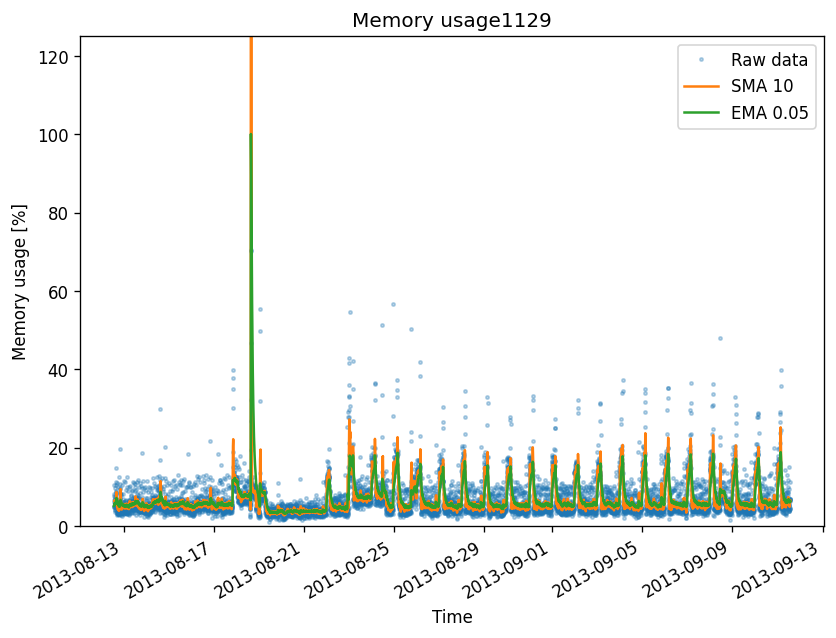 Memory usage1129
Raw data
SMA 10
EMA 0.05
Memory usage [%]
120
100
80
60
40
20
0
2013-08-13
2013-08-17
2013-08-21
2013-08-25
2013-08-29
2013-09-01
2013-09-05
2013-09-09
2013-09-13
Time